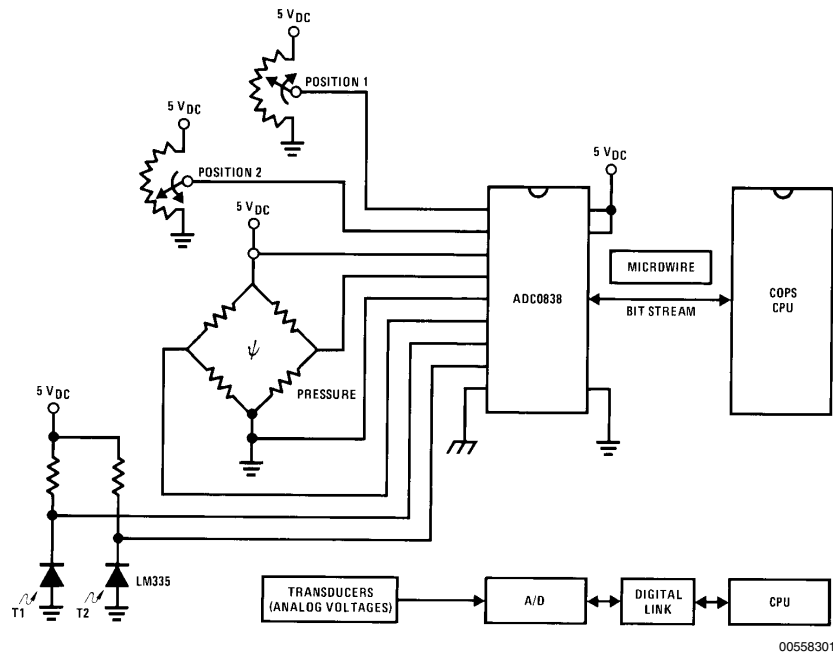 5 VDC
POSITION 1
5 VDC
POSITION 2
5 VDC
5 VDC
MICROWIRE
ADC0838
BIT STREAM
COPS
CPU
ψ
PRESSURE
5 VDC
LM335
T1
T2
TRANSDUCERS
(ANALOG VOLTAGES)
A/D
DIGITAL
LINK
CPU
00558301